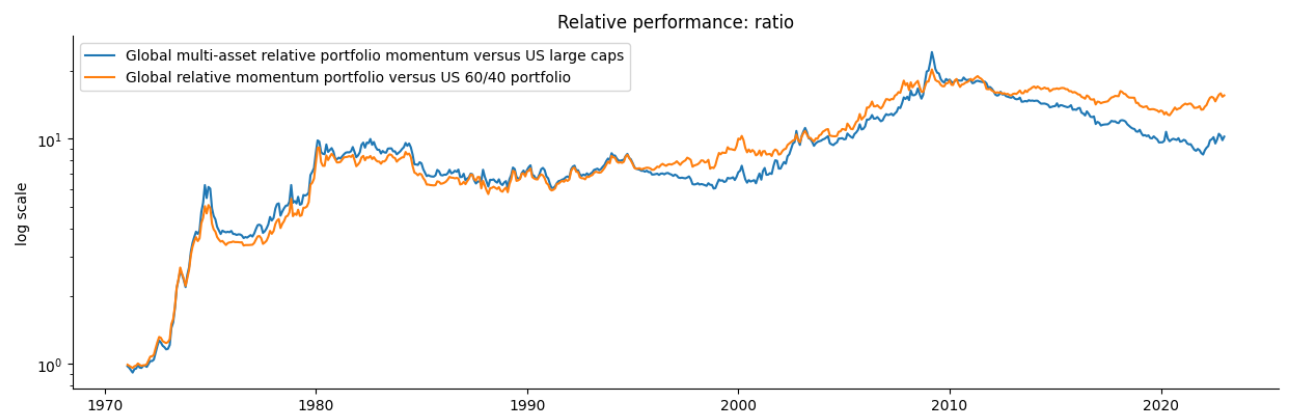 Relative performance: ratio
Global multi-asset relative portfolio momentum versus US large caps
Global relative momentum portfolio versus US 60/40 portfolio
log scale
10¹
10⁰
1970 1980 1990 2000 2010 2020